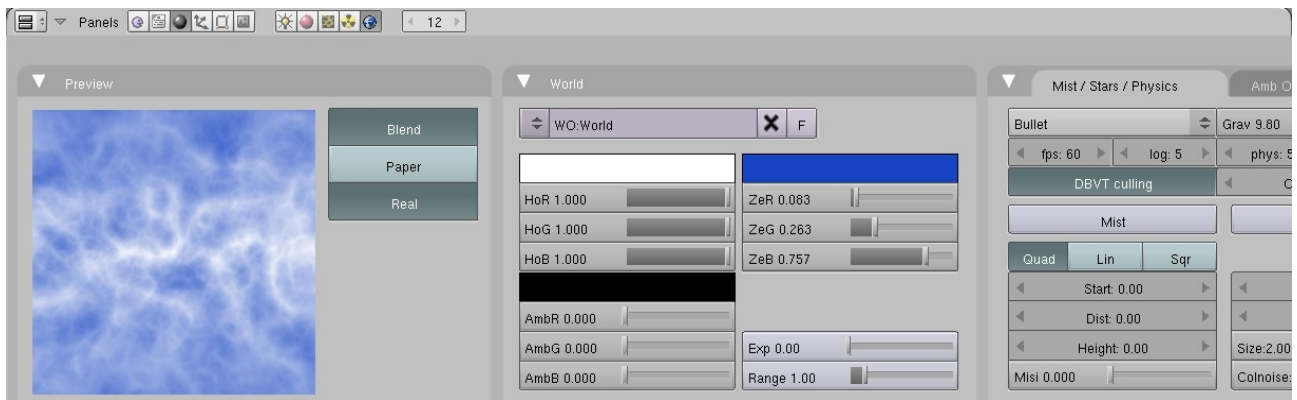 Panels
12
Preview
Blend
Paper
Real
World
WO:World
F
HoR 1.000
HoG 1.000
HoB 1.000
ZeR 0.083
ZeG 0.263
ZeB 0.757
AmbR 0.000
AmbG 0.000
AmbB 0.000
Exp 0.00
Range 1.00
Mist / Stars / Physics
Amb O
Bullet
Grav 9.80
fps: 60
log: 5
phys: 5
DBVT culling
Mist
Quad
Lin
Sqr
Start: 0.00
Dist: 0.00
Height: 0.00
Misi 0.000
Size:2.00
Colnoise: